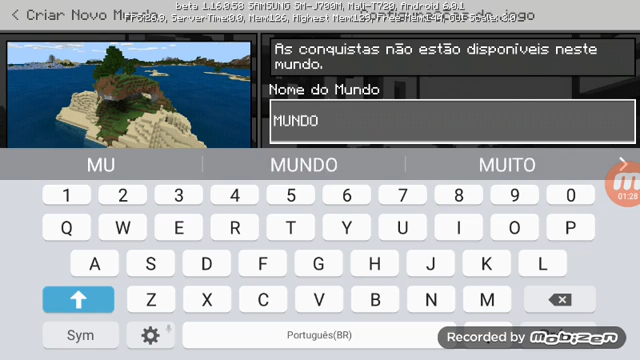 beta 1.16.0.58 SAMSUNG SM-J700M, Mali-T720, Android 6.0.1
< Criar Novo Mundo
As conquistas não estão disponíveis neste
mundo.
Nome do Mundo
MUNDO
MU MUNDO MUITO
1 2 3 4 5 6 7 8 9 0
Q W E R T Y U I O P
A S D F G H J K L
Z X C V B N M
Sym Português(BR)
01:28
Recorded by mobizen